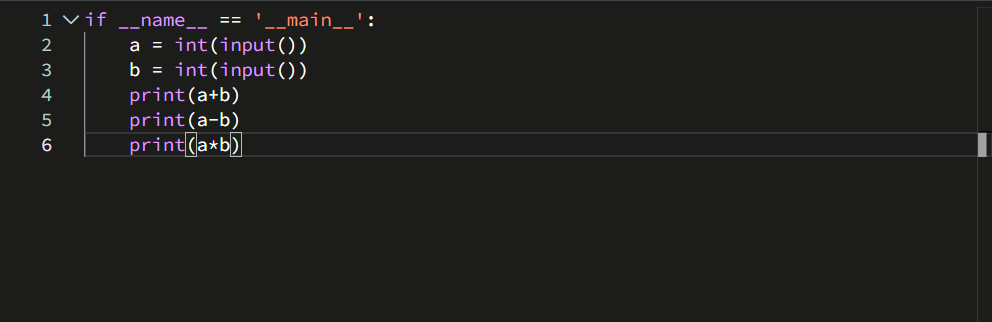 1 if __name__ == '__main__':
2     a = int(input())
3     b = int(input())
4     print(a+b)
5     print(a-b)
6     print(a*b)